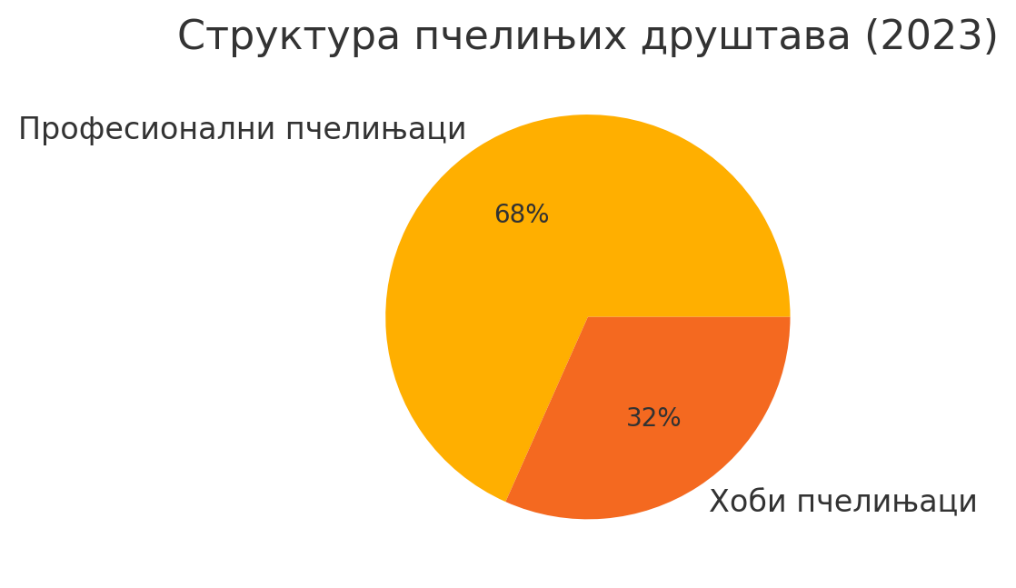 Структура пчелињих друштава (2023)
Професионални пчелињаци
68%
32%
Хоби пчелињаци